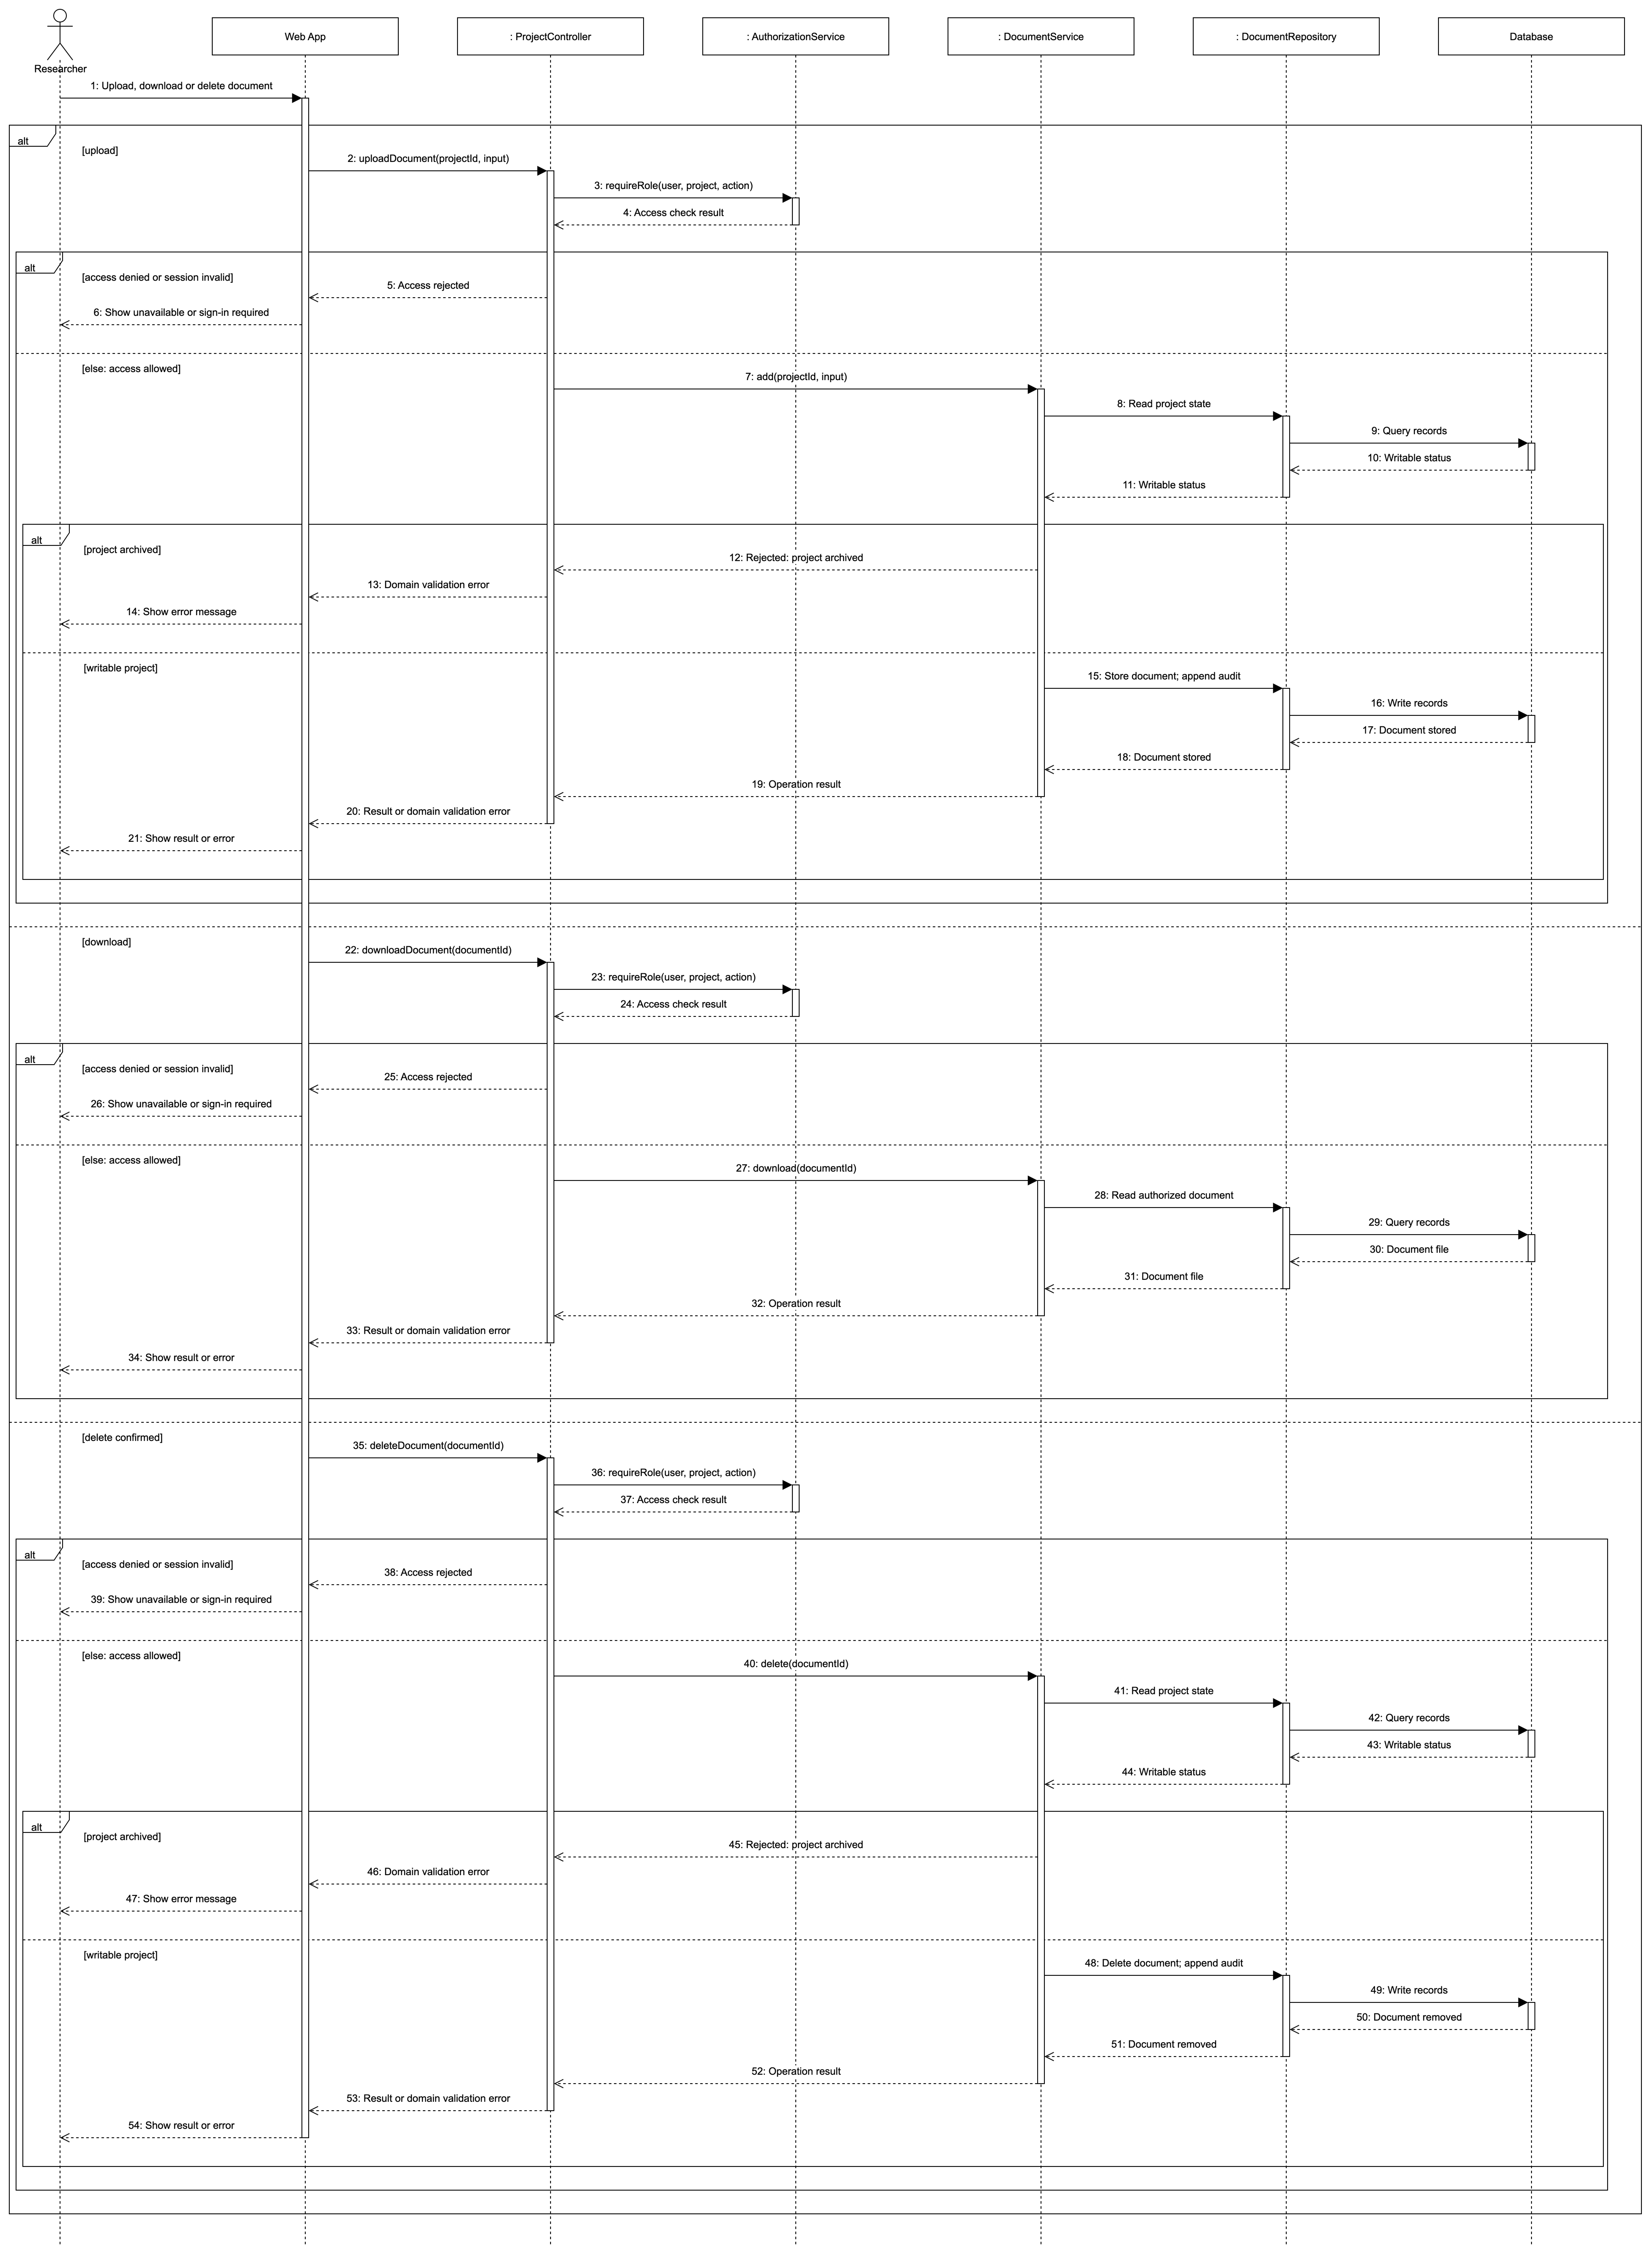 Researcher
Web App
: ProjectController
: AuthorizationService
: DocumentService
: DocumentRepository
Database
1: Upload, download or delete document
alt
[upload]
2: uploadDocument(projectId, input)
3: requireRole(user, project, action)
4: Access check result
alt
[access denied or session invalid]
5: Access rejected
6: Show unavailable or sign-in required
[else: access allowed]
7: add(projectId, input)
8: Read project state
9: Query records
10: Writable status
11: Writable status
alt
[project archived]
12: Rejected: project archived
13: Domain validation error
14: Show error message
[writable project]
15: Store document; append audit
16: Write records
17: Document stored
18: Document stored
19: Operation result
20: Result or domain validation error
21: Show result or error
[download]
22: downloadDocument(documentId)
23: requireRole(user, project, action)
24: Access check result
alt
[access denied or session invalid]
25: Access rejected
26: Show unavailable or sign-in required
[else: access allowed]
27: download(documentId)
28: Read authorized document
29: Query records
30: Document file
31: Document file
32: Operation result
33: Result or domain validation error
34: Show result or error
[delete confirmed]
35: deleteDocument(documentId)
36: requireRole(user, project, action)
37: Access check result
alt
[access denied or session invalid]
38: Access rejected
39: Show unavailable or sign-in required
[else: access allowed]
40: delete(documentId)
41: Read project state
42: Query records
43: Writable status
44: Writable status
alt
[project archived]
45: Rejected: project archived
46: Domain validation error
47: Show error message
[writable project]
48: Delete document; append audit
49: Write records
50: Document removed
51: Document removed
52: Operation result
53: Result or domain validation error
54: Show result or error